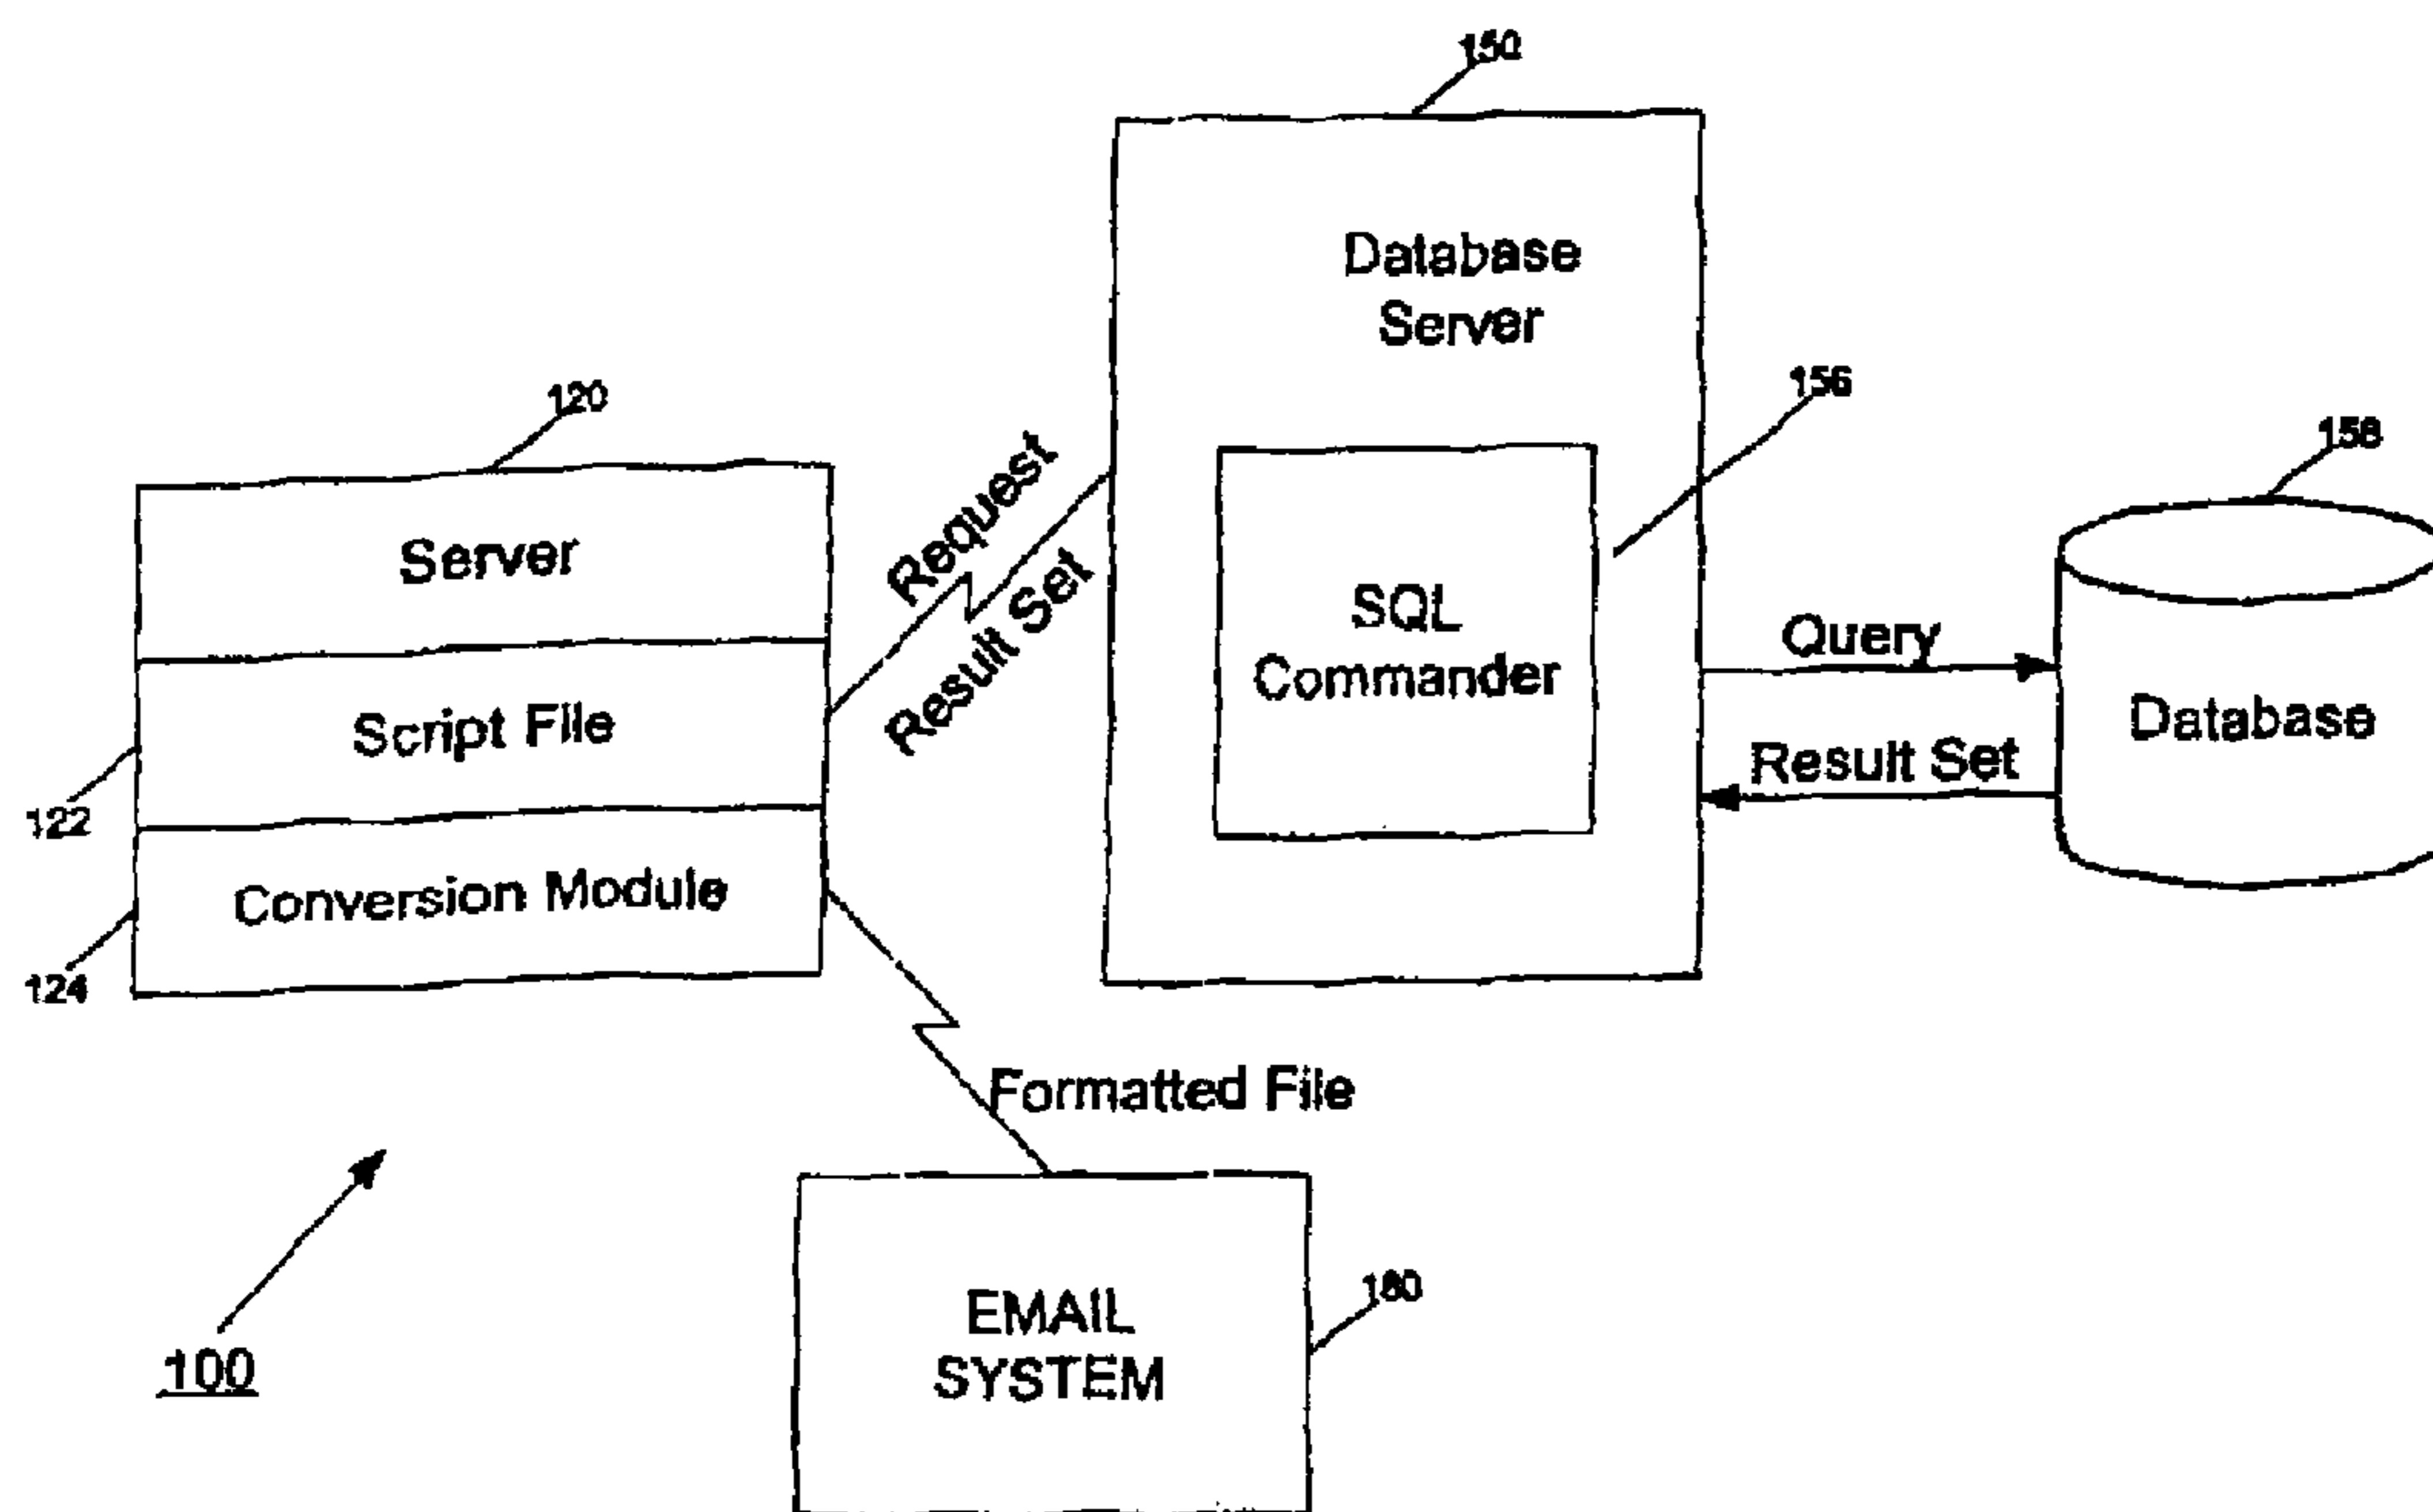 150
Database
Server
156
158
120
Server
Request
Result Set
SQL
Commander
Query
Database
Result Set
Script File
122
Conversion Module
124
Formatted File
100
EMAIL
SYSTEM
180